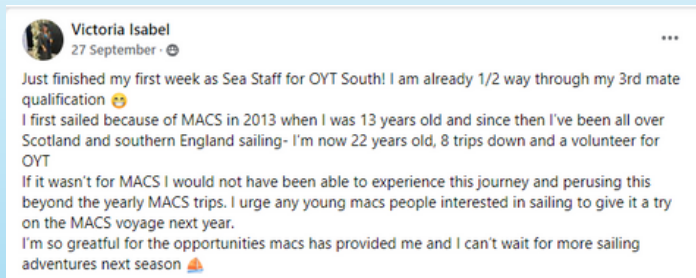 Victoria Isabel
27 September ·
Just finished my first week as Sea Staff for OYT South! I am already 1/2 way through my 3rd mate
qualification 😁
I first sailed because of MACS in 2013 when I was 13 years old and since then I've been all over
Scotland and southern England sailing- I'm now 22 years old, 8 trips down and a volunteer for
OYT
If it wasn't for MACS I would not have been able to experience this journey and perusing this
beyond the yearly MACS trips. I urge any young macs people interested in sailing to give it a try
on the MACS voyage next year.
I'm so greatful for the opportunities macs has provided me and I can't wait for more sailing
adventures next season ⛵